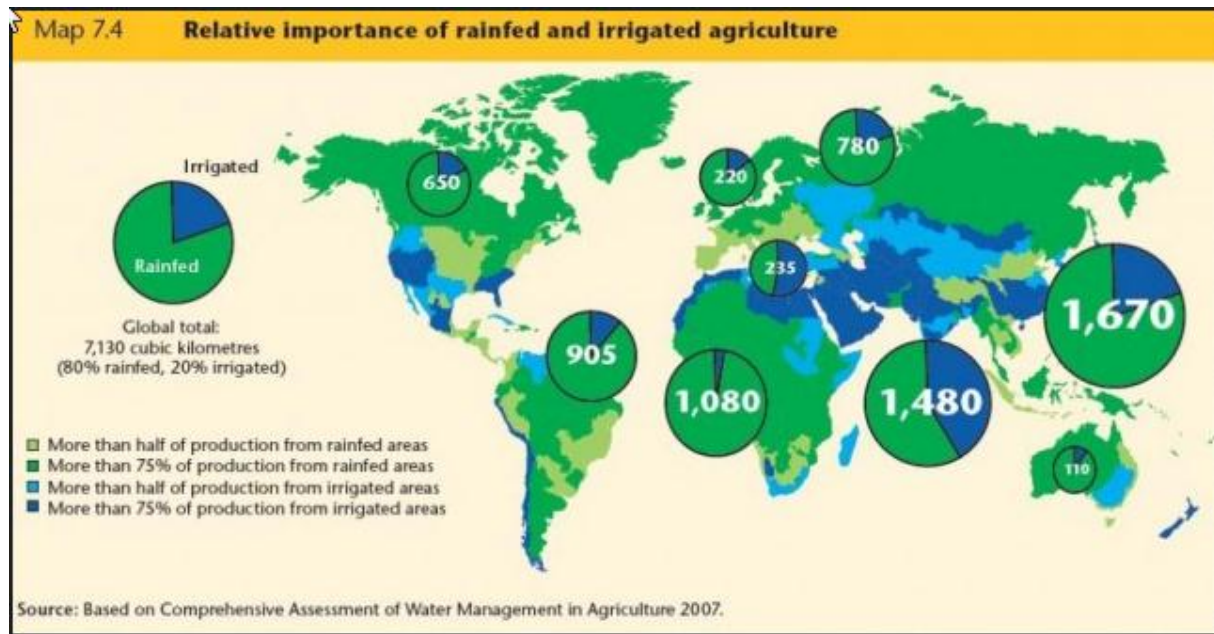 Map 7.4 Relative importance of rainfed and irrigated agriculture
780
650
220
Irrigated
235
Rainfed
1,670
Global total:
7,130 cubic kilometres
(80% rainfed, 20% irrigated)
905
1,080
1,480
More than half of production from rainfed areas
More than 75% of production from rainfed areas
More than half of production from irrigated areas
More than 75% of production from irrigated areas
110
Source: Based on Comprehensive Assessment of Water Management in Agriculture 2007.